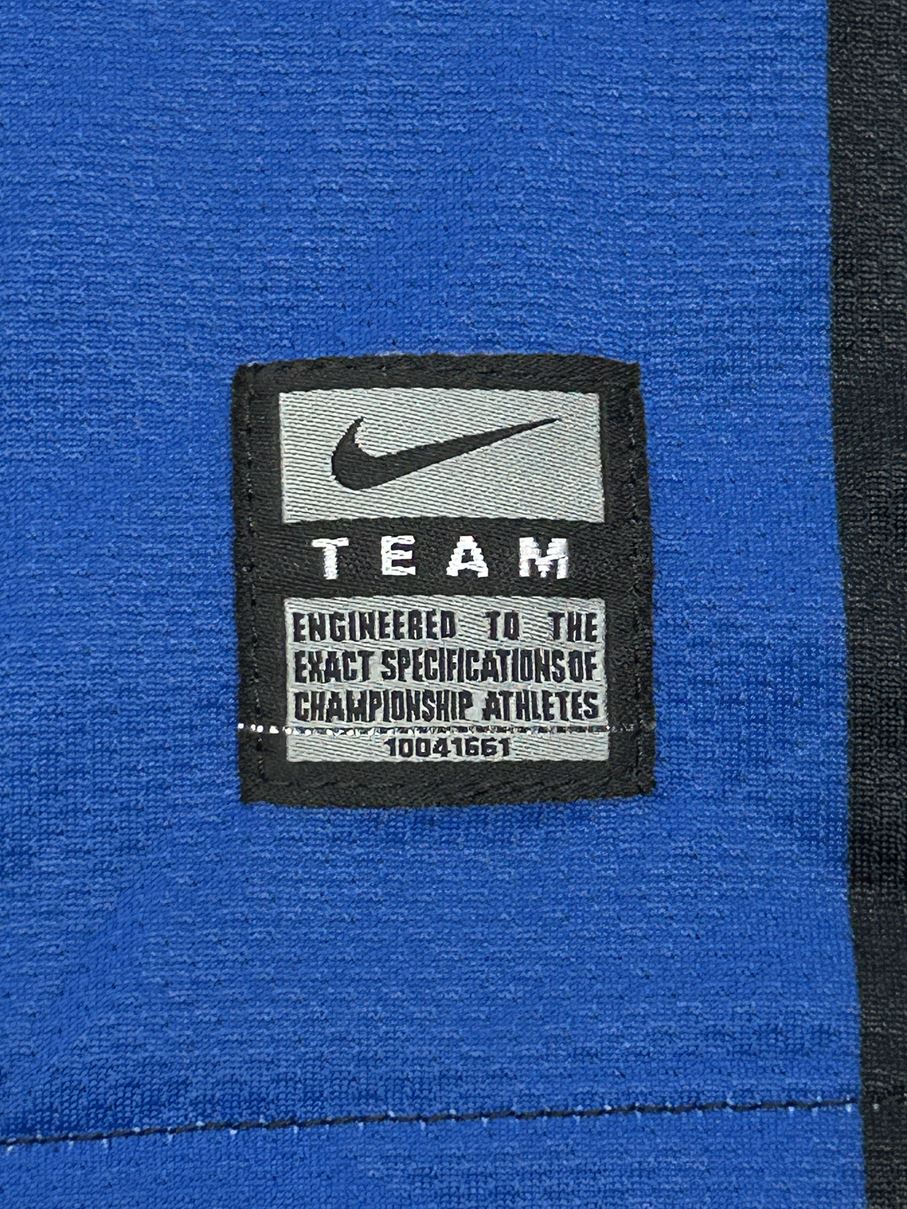 TEAM
ENGINEERED TO THE
EXACT SPECIFICATIONS OF
CHAMPIONSHIP ATHLETES
10041661